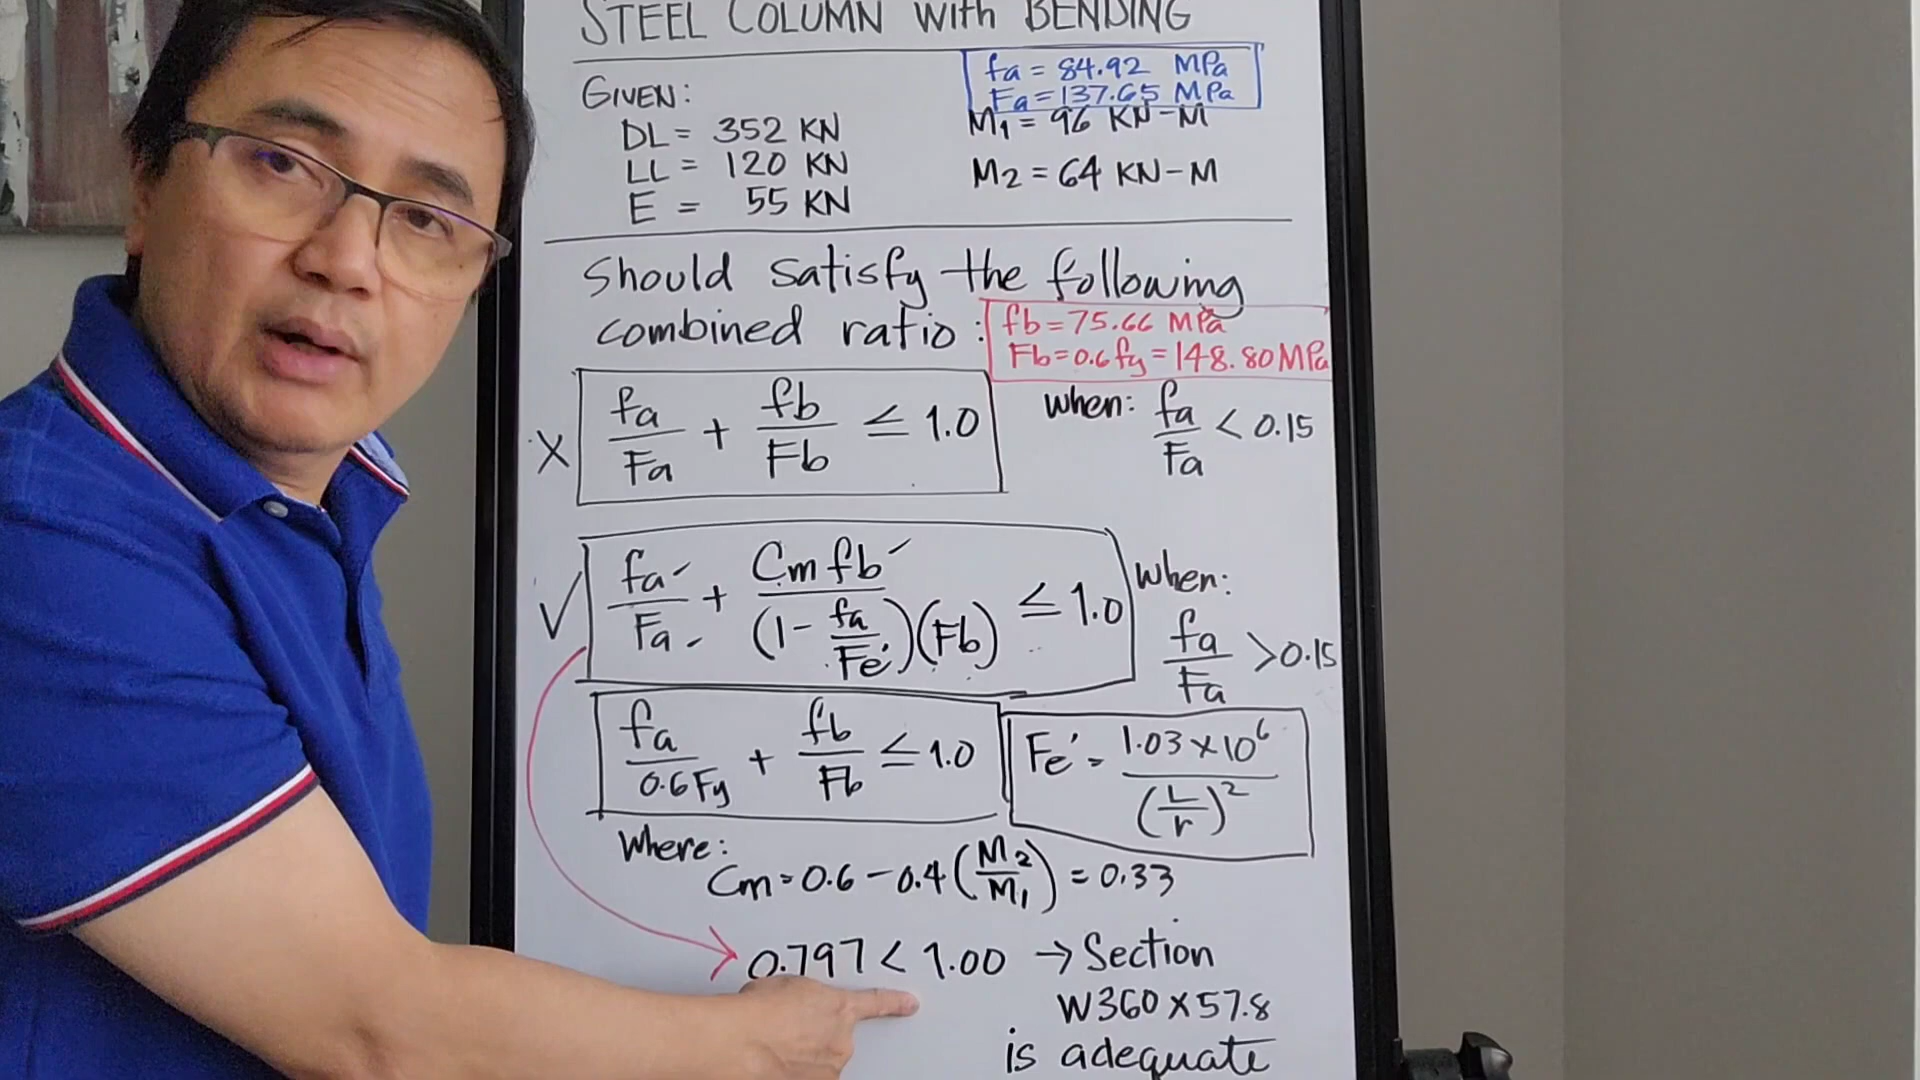 STEEL COLUMN with BENDING
GIVEN:
DL = 352 KN
LL = 120 KN
E = 55 KN
fa = 84.92 MPa
Fa = 137.65 MPa
M1 = 96 KN-M
M2 = 64 KN-M
Should satisfy the following
combined ratio:
fb = 75.66 MPa
Fb = 0.6 fy = 148.80 MPa
X fa/Fa + fb/Fb ≤ 1.0
when: fa/Fa < 0.15
✓ fa/Fa + Cm fb/(1 - fa/Fe')(Fb) ≤ 1.0
when: fa/Fa > 0.15
fa/0.6Fy + fb/Fb ≤ 1.0
Fe' = 1.03 x 10^6/(L/r)^2
Where:
Cm = 0.6 - 0.4 (M2/M1) = 0.33
0.797 < 1.00 → Section
W360 x 57.8
is adequate